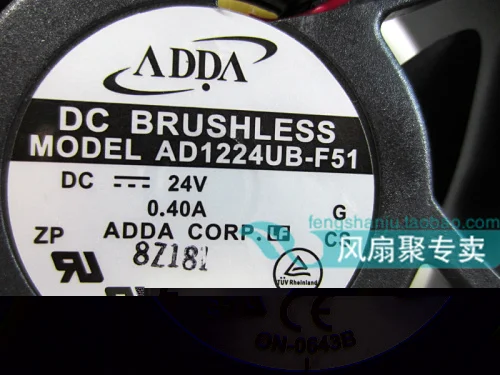 ADDA
DC BRUSHLESS
MODEL AD1224UB-F51
DC 24V
0.40A
G
ZP ADDA CORP. LF
fengshanju.taobao.com
风扇聚专卖
8Z181
TÜV Rheinland
CE
DN-0643B